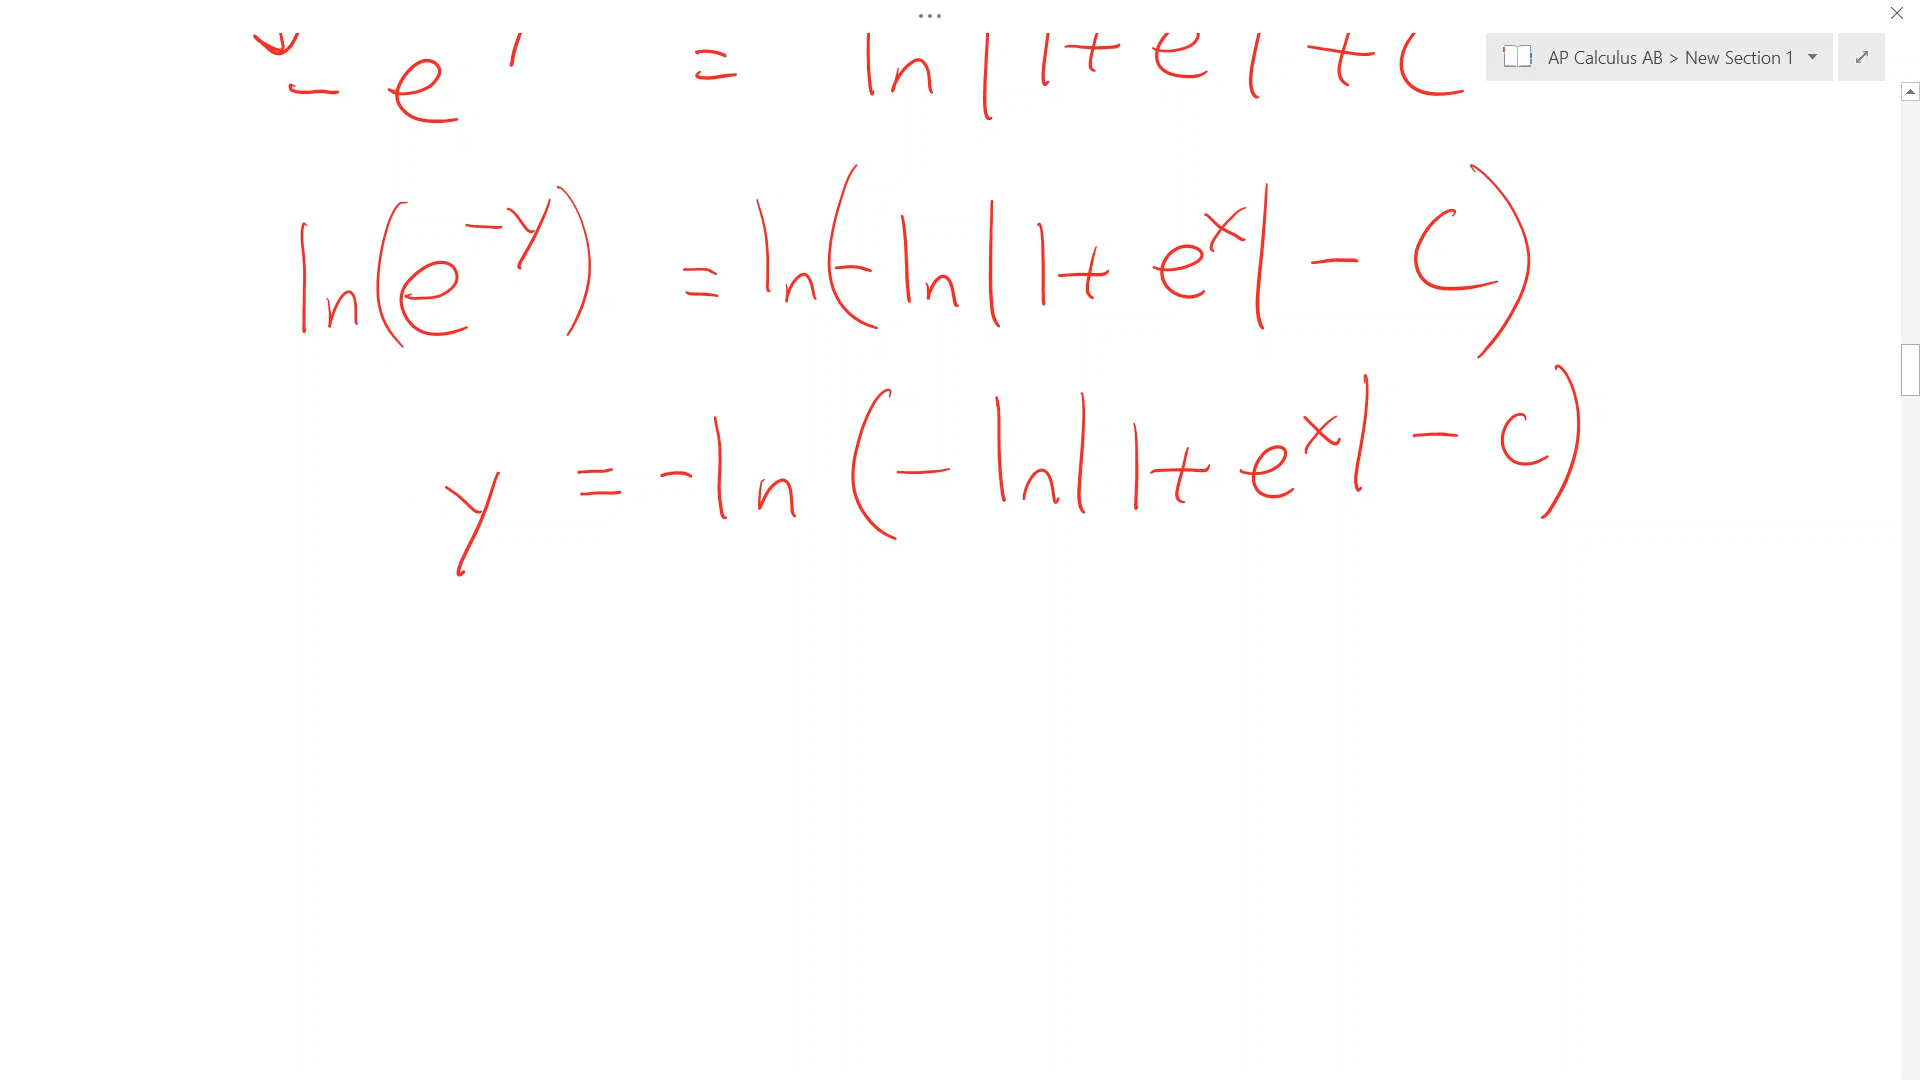 AP Calculus AB > New Section 1
- e = ln|1+e|+C
ln(e^-y) = ln(-ln|1+e^x| - C)
y = -ln(-ln|1+e^x| - C)